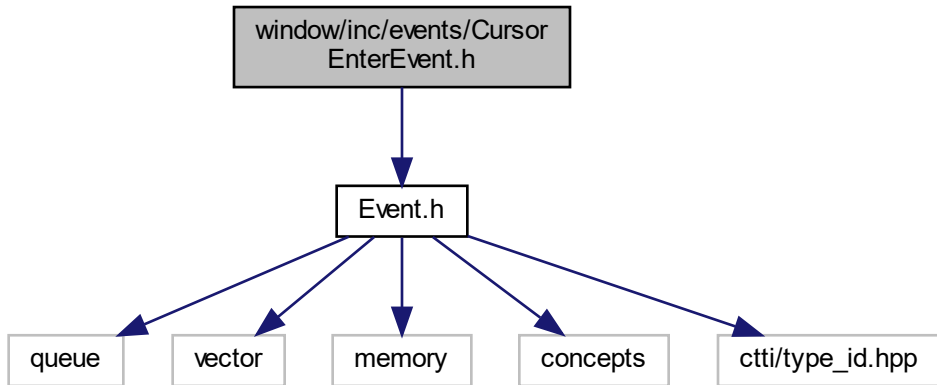 window/inc/events/Cursor
EnterEvent.h
Event.h
queue
vector
memory
concepts
ctti/type_id.hpp